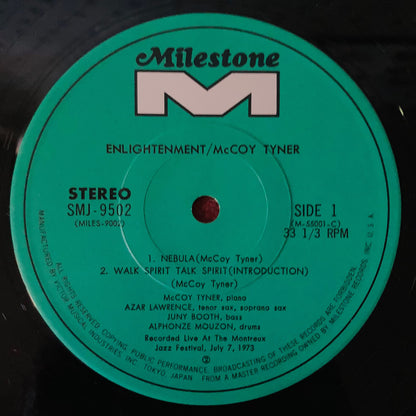 Milestone
M
ENLIGHTENMENT/McCOY TYNER
STEREO
SMJ-9502
SIDE 1
(M-55001-C)
33 1/3 RPM
1. NEBULA (McCoy Tyner)
2. WALK SPIRIT TALK SPIRIT (INTRODUCTION)
(McCoy Tyner)
McCOY TYNER, piano
AZAR LAWRENCE, tenor sax, soprano sax
JUNY BOOTH, bass
ALPHONZE MOUZON, drums
Recorded Live At The Montreux
Jazz Festival, July 7, 1973
MANUFACTURED BY VICTOR MUSICAL INDUSTRIES, INC. TOKYO, JAPAN FROM A MASTER RECORDING OWNED BY MILESTONE RECORDS, INC. U.S.A.
ALL RIGHTS RESERVED. COPYING, PUBLIC PERFORMANCE, BROADCASTING OF THESE RECORDS ARE